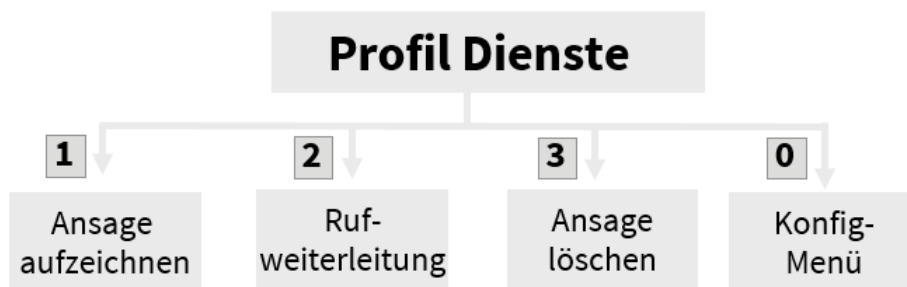 Profil Dienste
1
2
3
0
Ansage
aufzeichnen
Ruf-
weiterleitung
Ansage
löschen
Konfig-
Menü